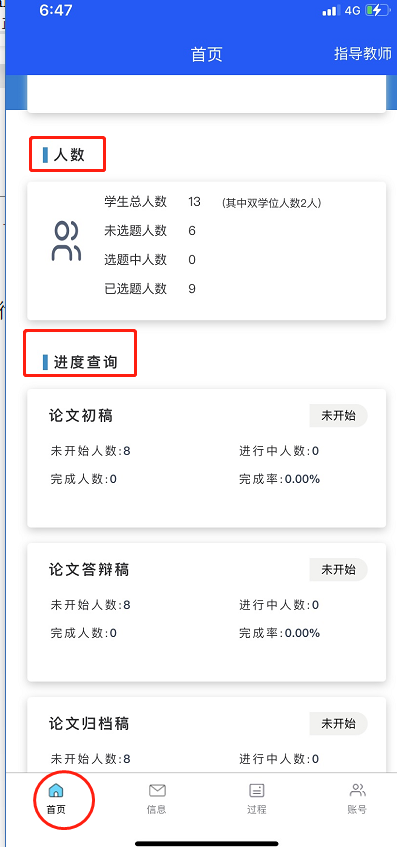 6:47 4G
首页 指导教师
人数
学生总人数 13 (其中双学位人数2人)
未选题人数 6
选题中人数 0
已选题人数 9
进度查询
论文初稿 未开始
未开始人数:8 进行中人数:0
完成人数:0 完成率:0.00%
论文答辩稿 未开始
未开始人数:8 进行中人数:0
完成人数:0 完成率:0.00%
论文归档稿 未开始
未开始人数:8 进行中人数:0
首页 信息 过程 账号